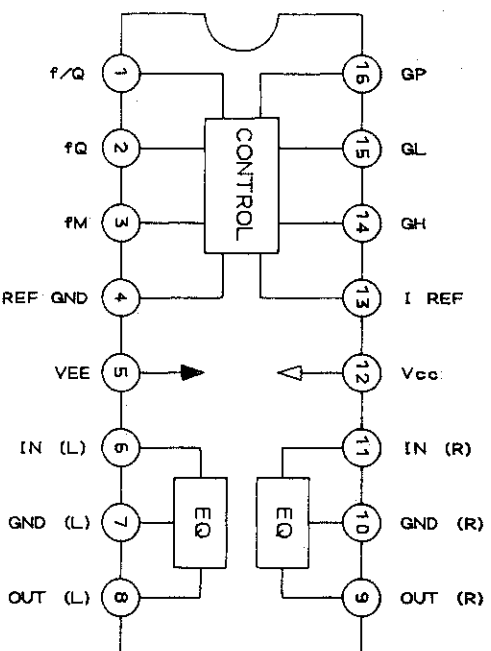 f/Q 1 16 GP
fQ 2 15 GL
CONTROL
fM 3 14 GH
REF GND 4 13 I REF
VEE 5 12 Vcc
IN (L) 6 11 IN (R)
GND (L) 7 EQ EQ 10 GND (R)
OUT (L) 8 9 OUT (R)